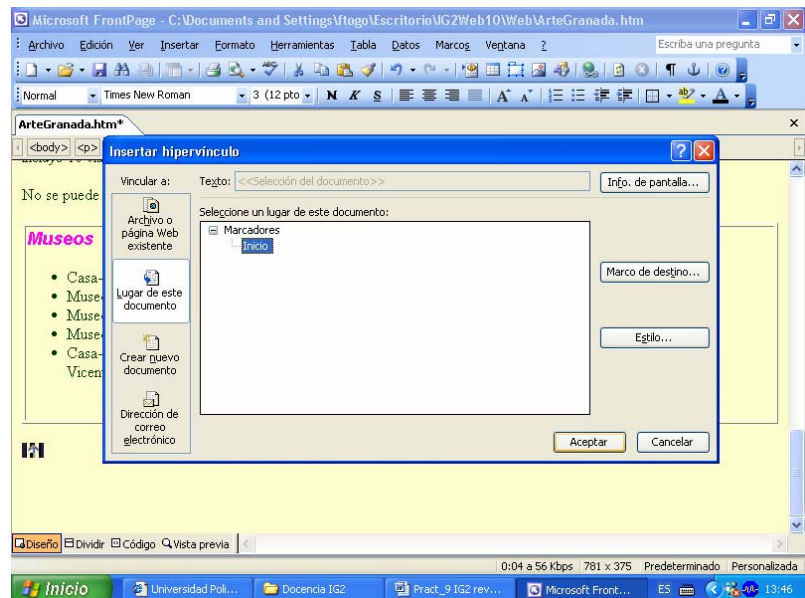 Microsoft FrontPage - C:\Documents and Settings\ftogo\Escritorio\IG2Web10\Web\ArteGranada.htm
Archivo Edición Ver Insertar Formato Herramientas Tabla Datos Marcos Ventana ? Escriba una pregunta
Normal Times New Roman 3 (12 pto N K S A A A
ArteGranada.htm*
<body> <p>
Insertar hipervínculo
Vincular a: Texto: <<Selección del documento>> Info. de pantalla...
No se puede
Archivo o página Web existente
Seleccione un lugar de este documento:
Marcadores
Inicio
Museos
Lugar de este documento
Marco de destino...
Casa-
Muse
Muse
Muse
Casa-
Vicen
Crear nuevo documento
Estilo...
Dirección de correo electrónico
Aceptar Cancelar
Diseño Dividir Código Vista previa
0:04 a 56 Kbps 781 x 375 Predeterminado Personalizada
Inicio Universidad Poli... Docencia IG2 Pract_9 IG2 rev... Microsoft Front... ES 13:46